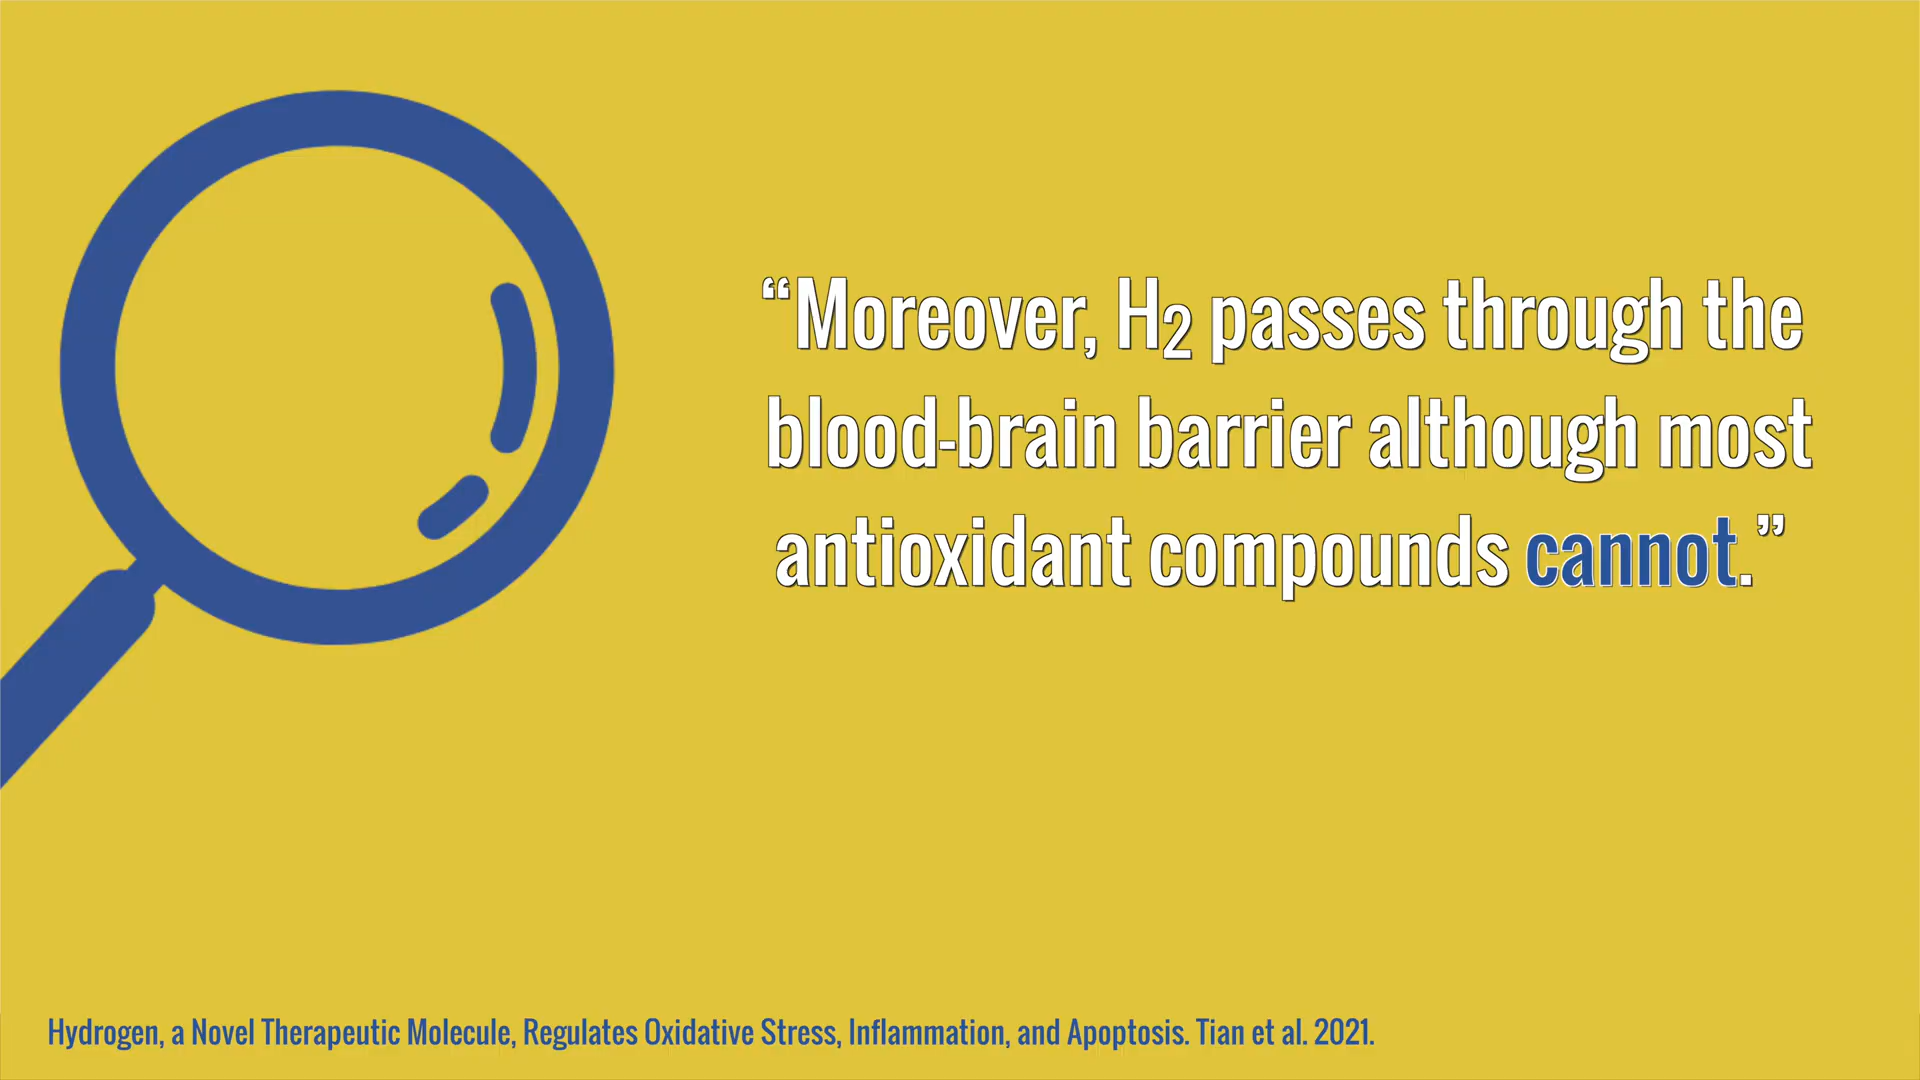 “Moreover, H₂ passes through the
blood-brain barrier although most
antioxidant compounds cannot.”
Hydrogen, a Novel Therapeutic Molecule, Regulates Oxidative Stress, Inflammation, and Apoptosis. Tian et al. 2021.